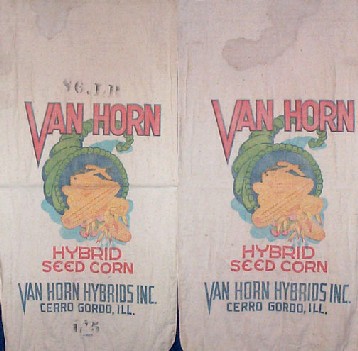 VAN HORN
HYBRID
SEED CORN
VAN HORN HYBRIDS INC.
CERRO GORDO, ILL.
VAN HORN
HYBRID
SEED CORN
VAN HORN HYBRIDS INC.
CERRO GORDO, ILL.